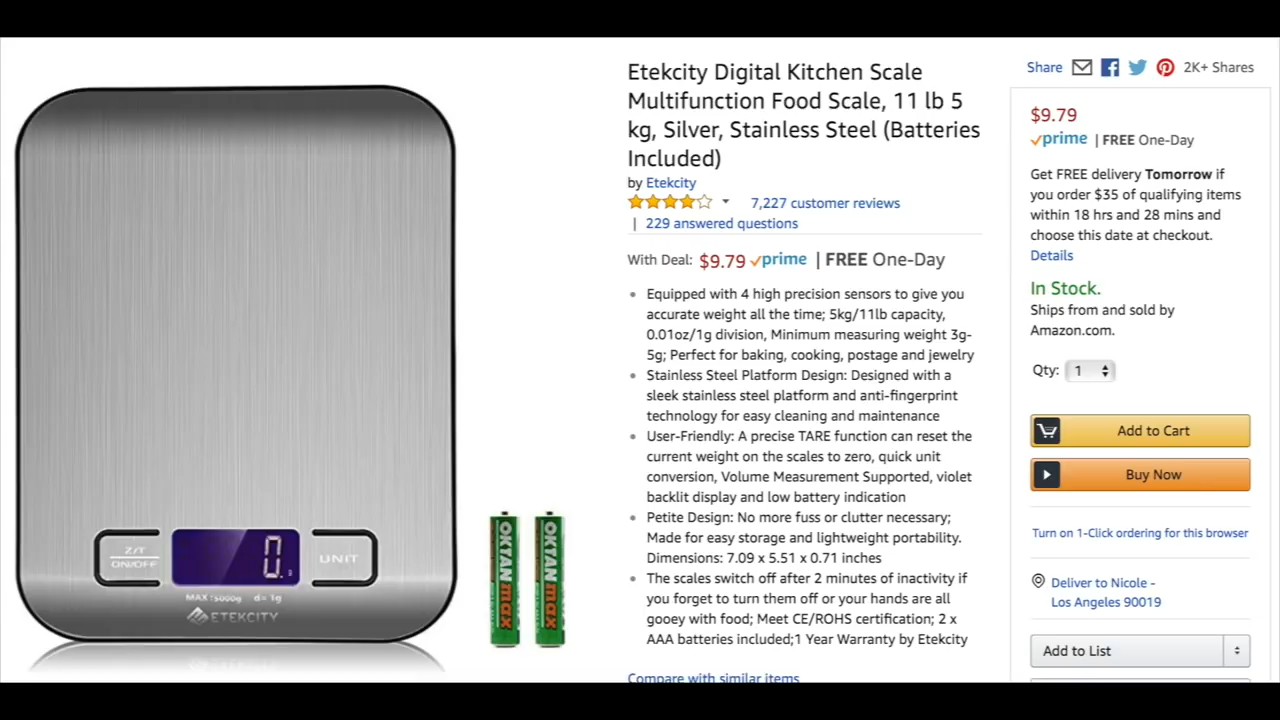 Etekcity Digital Kitchen Scale
Multifunction Food Scale, 11 lb 5
kg, Silver, Stainless Steel (Batteries
Included)
by Etekcity
7,227 customer reviews
| 229 answered questions
With Deal: $9.79 prime | FREE One-Day
• Equipped with 4 high precision sensors to give you
accurate weight all the time; 5kg/11lb capacity,
0.01oz/1g division, Minimum measuring weight 3g-
5g; Perfect for baking, cooking, postage and jewelry
• Stainless Steel Platform Design: Designed with a
sleek stainless steel platform and anti-fingerprint
technology for easy cleaning and maintenance
• User-Friendly: A precise TARE function can reset the
current weight on the scales to zero, quick unit
conversion, Volume Measurement Supported, violet
backlit display and low battery indication
• Petite Design: No more fuss or clutter necessary;
Made for easy storage and lightweight portability.
Dimensions: 7.09 x 5.51 x 0.71 inches
• The scales switch off after 2 minutes of inactivity if
you forget to turn them off or your hands are all
gooey with food; Meet CE/ROHS certification; 2 x
AAA batteries included;1 Year Warranty by Etekcity
Compare with similar items
Share 2K+ Shares
$9.79
prime | FREE One-Day
Get FREE delivery Tomorrow if
you order $35 of qualifying items
within 18 hrs and 28 mins and
choose this date at checkout.
Details
In Stock.
Ships from and sold by
Amazon.com.
Qty: 1
Add to Cart
Buy Now
Turn on 1-Click ordering for this browser
Deliver to Nicole -
Los Angeles 90019
Add to List
Z/T
ON/OFF
0.
UNIT
MAX:5000g d=1g
ETEKCITY
OKTAN max
OKTAN max